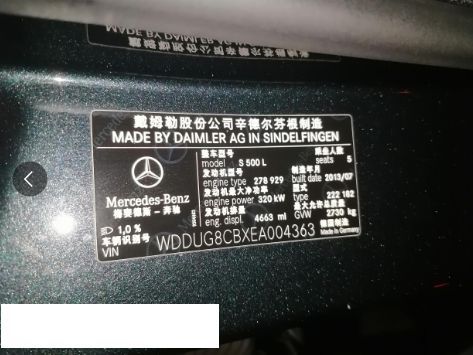 戴姆勒股份公司辛德尔芬根制造
MADE BY DAIMLER AG IN SINDELFINGEN
整车型号
model S 500 L
乘坐人数
seats 5
发动机型号
engine type 278 929
制造年月
built date 2013/07
发动机最大净功率
engine power 320 kW
型式
type 222 182
发动机排量
eng. displ. 4663 ml
最大允许总质量
GVW 2730 kg
Mercedes-Benz
梅赛德斯-奔驰
1,0 %
德国制造
Made in Germany
车辆识别号
VIN WDDUG8CBXEA004363